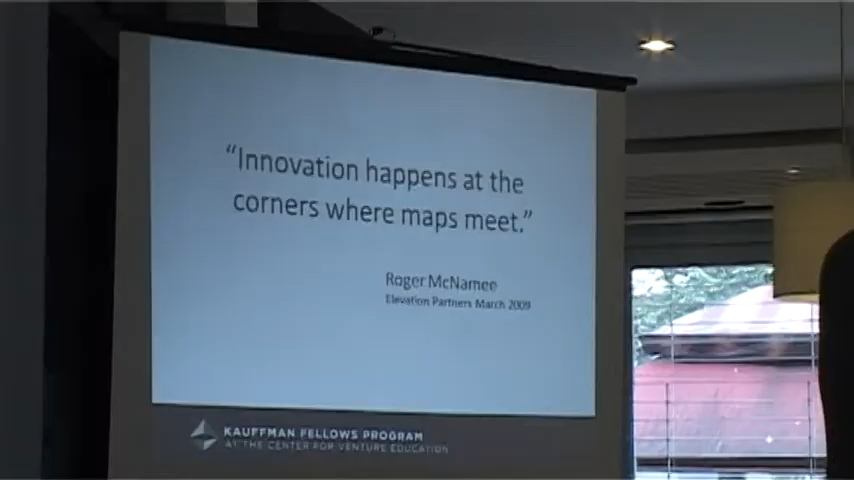 “Innovation happens at the
corners where maps meet.”
Roger McNamee
Elevation Partners March 2009
KAUFFMAN FELLOWS PROGRAM
AT THE CENTER FOR VENTURE EDUCATION